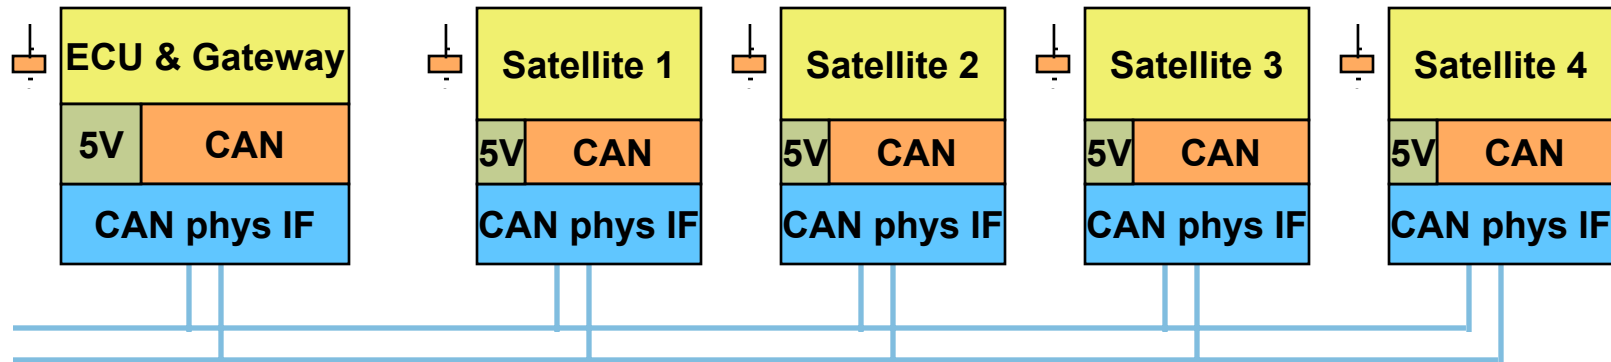 ECU & Gateway
Satellite 1
Satellite 2
Satellite 3
Satellite 4
5V CAN
5V CAN
5V CAN
5V CAN
5V CAN
CAN phys IF
CAN phys IF
CAN phys IF
CAN phys IF
CAN phys IF